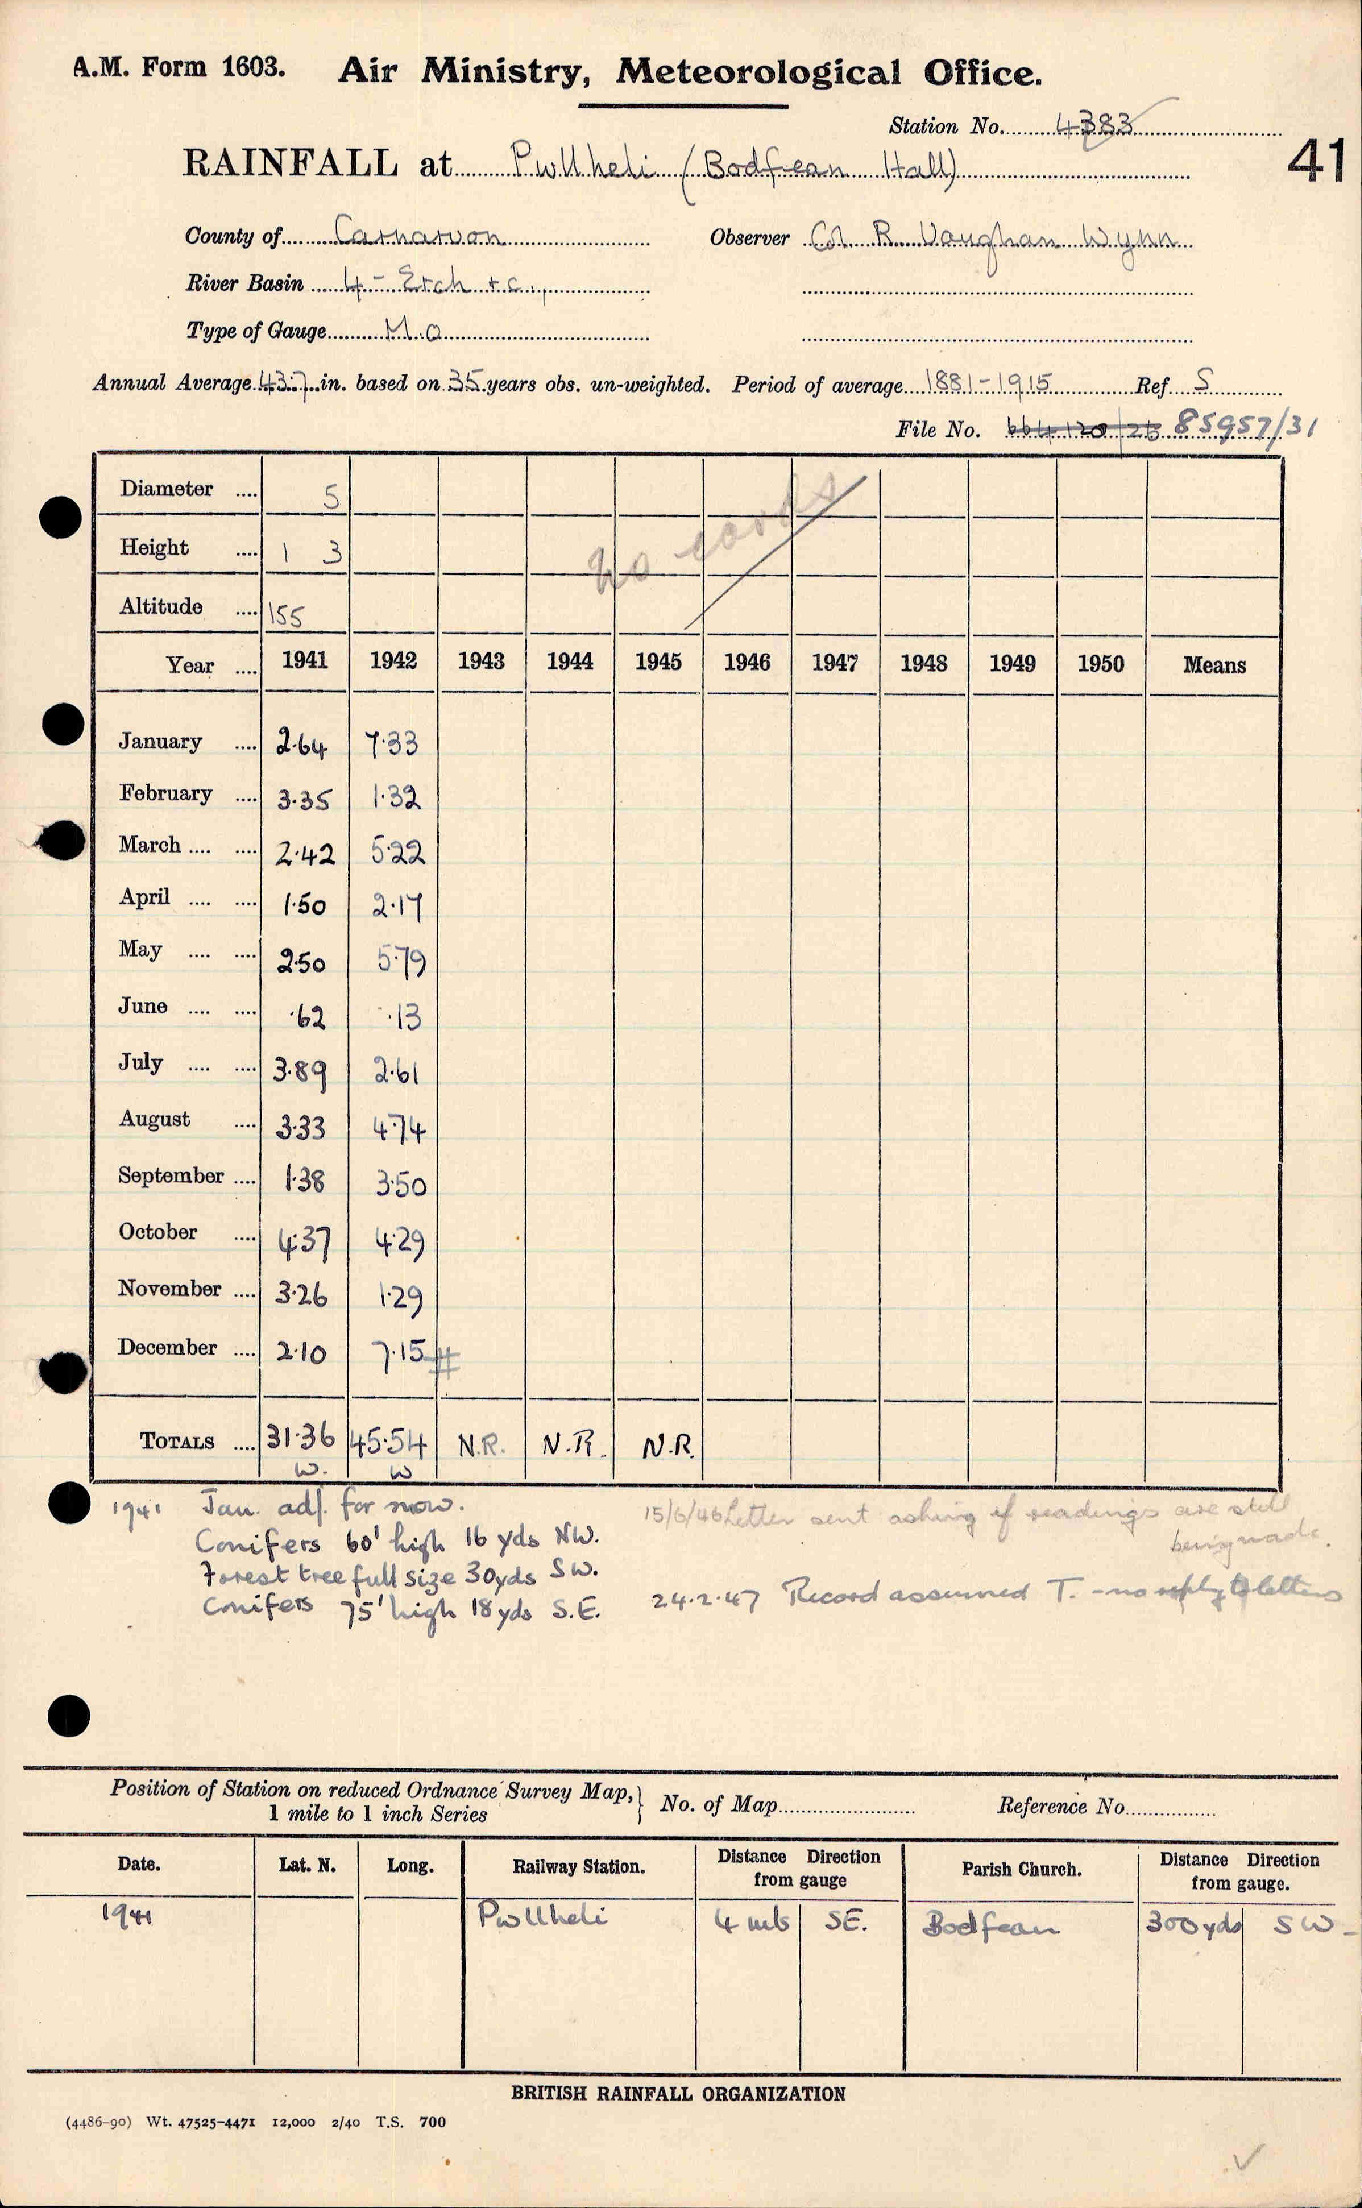 A.M. Form 1603. Air Ministry, Meteorological Office.
Station No. 4383
41
RAINFALL at Pwllheli (Bodfean Hall)
County of Carnarvon Observer Col R. Vaughan Wynn
River Basin 4 - Erch + c.,
Type of Gauge M.O
Annual Average 43.7 in. based on 35 years obs. un-weighted. Period of average 1881-1915 Ref S
File No. 85957/31
Diameter .... 5
Height .... 1 3
no cards
Altitude .... 155
Year .... 1941 1942 1943 1944 1945 1946 1947 1948 1949 1950 Means
January .... 2.64 7.33
February .... 3.35 1.32
March .... .... 2.42 5.22
April .... .... 1.50 2.17
May .... .... 2.50 5.79
June .... .... .62 .13
July .... .... 3.89 2.61
August .... 3.33 4.74
September .... 1.38 3.50
October .... 4.37 4.29
November .... 3.26 1.29
December .... 2.10 7.15 #
TOTALS .... 31.36 45.54 N.R. N.R. N.R.
W. W
1941 Jan. adj. for snow.
Conifers 60' high 16 yds NW.
Forest tree full size 30yds SW.
Conifers 75' high 18 yds S.E.
15/6/46 Letter sent asking if readings are still
being made.
24.2.47 Record assumed T. - no reply to letters
Position of Station on reduced Ordnance Survey Map, } No. of Map Reference No.
1 mile to 1 inch Series
Date. Lat. N. Long. Railway Station. Distance Direction from gauge Parish Church. Distance Direction from gauge.
1941 Pwllheli 4 mls SE. Bodfean 300 yds SW
BRITISH RAINFALL ORGANIZATION
(4486-90) Wt. 47525-4471 12,000 2/40 T.S. 700